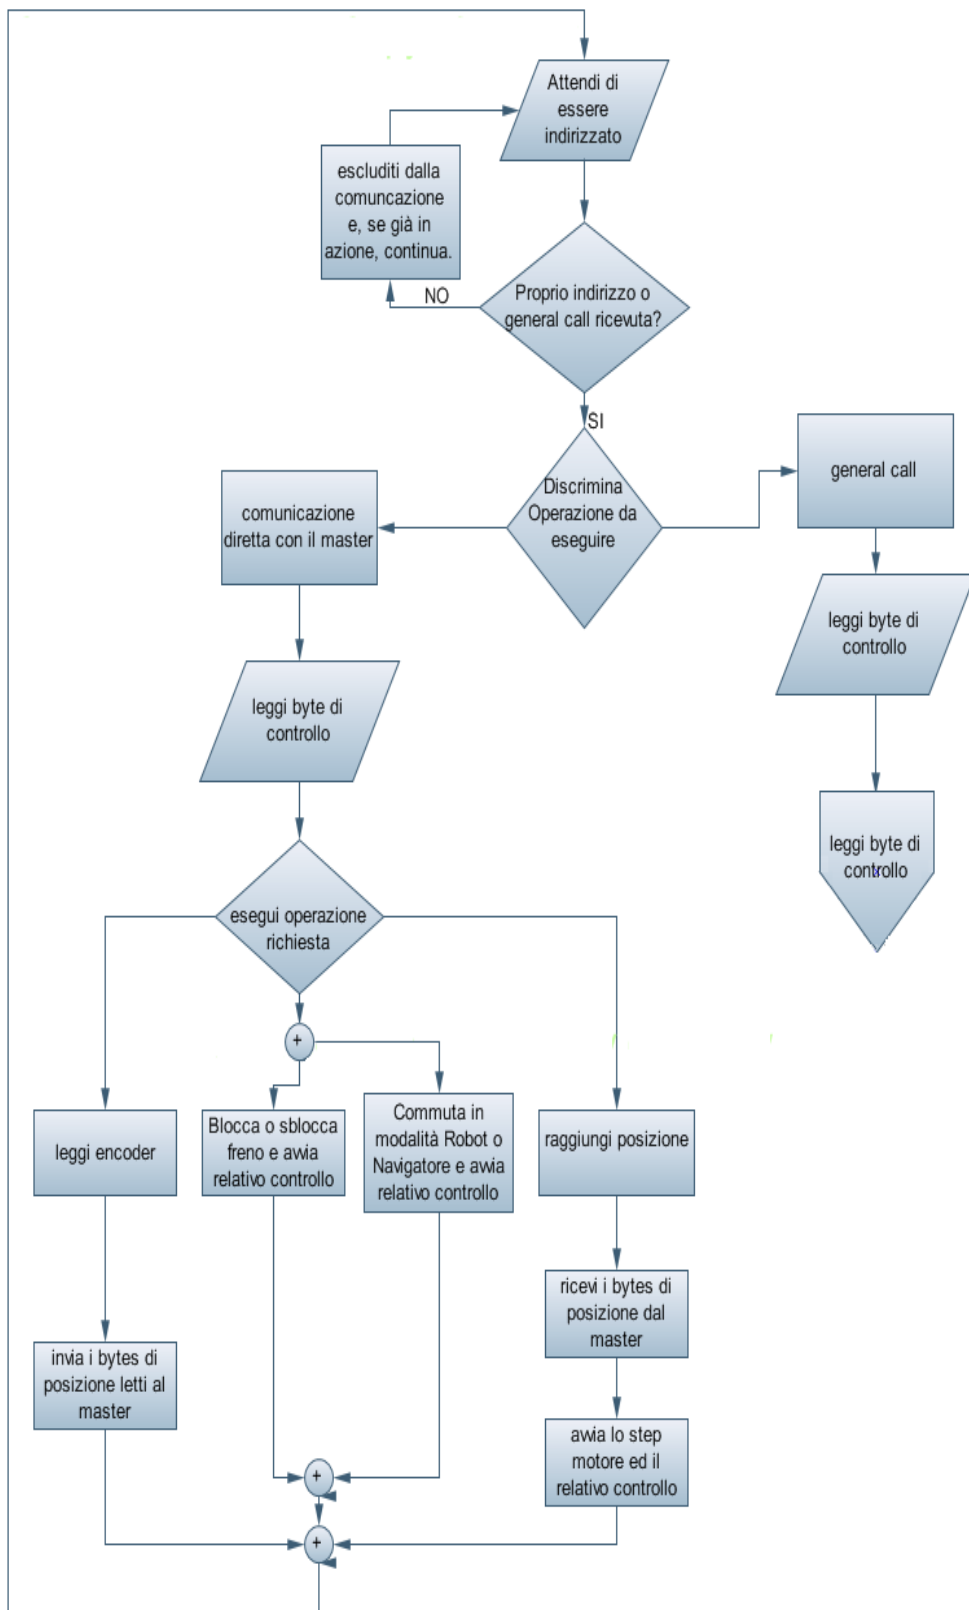 Attendi di
essere
indirizzato
escluditi dalla
comuncazione
e, se già in
azione, continua.
NO
Proprio indirizzo o
general call ricevuta?
SI
Discrimina
Operazione da
eseguire
general call
comunicazione
diretta con il master
leggi byte di
controllo
leggi byte di
controllo
leggi byte di
controllo
esegui operazione
richiesta
+
leggi encoder
Blocca o sblocca
freno e avvia
relativo controllo
Commuta in
modalità Robot o
Navigatore e avvia
relativo controllo
raggiungi posizione
ricevi i bytes di
posizione dal
master
invia i bytes di
posizione letti al
master
avvia lo step
motore ed il
relativo controllo
+
+